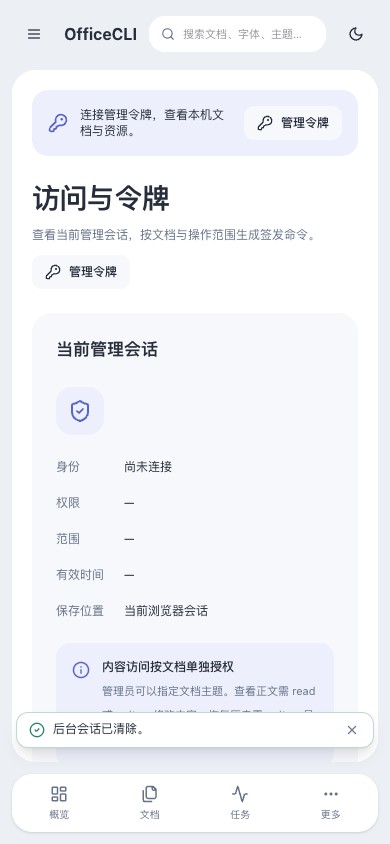 OfficeCLI
搜索文档、字体、主题...
连接管理令牌，查看本机文
档与资源。
管理令牌
访问与令牌
查看当前管理会话，按文档与操作范围生成签发命令。
管理令牌
当前管理会话
身份 尚未连接
权限 —
范围 —
有效时间 —
保存位置 当前浏览器会话
内容访问按文档单独授权
管理员可以指定文档主题。查看正文需 read
后台会话已清除。
概览 文档 任务 更多